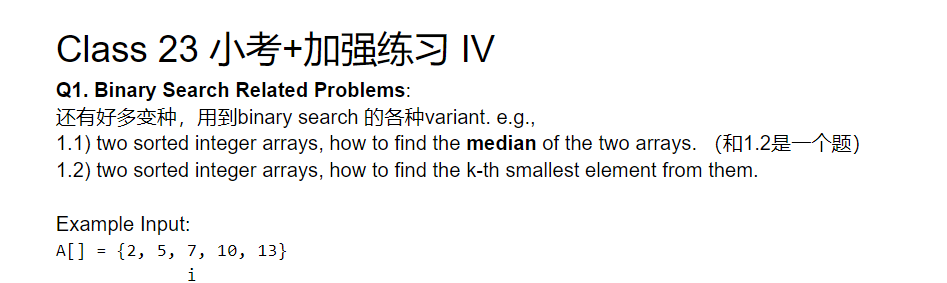 Class 23 小考+加强练习 IV
Q1. Binary Search Related Problems:
还有好多变种，用到binary search 的各种variant. e.g.,
1.1) two sorted integer arrays, how to find the median of the two arrays. （和1.2是一个题）
1.2) two sorted integer arrays, how to find the k-th smallest element from them.
Example Input:
A[] = {2, 5, 7, 10, 13}
i